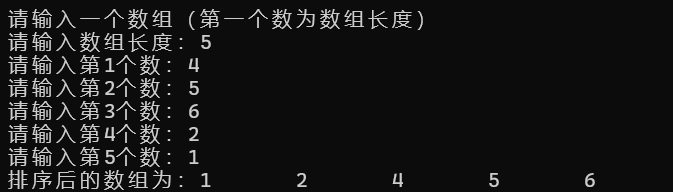 请输入一个数组 (第一个数为数组长度)
请输入数组长度: 5
请输入第1个数: 4
请输入第2个数: 5
请输入第3个数: 6
请输入第4个数: 2
请输入第5个数: 1
排序后的数组为: 1	2	4	5	6